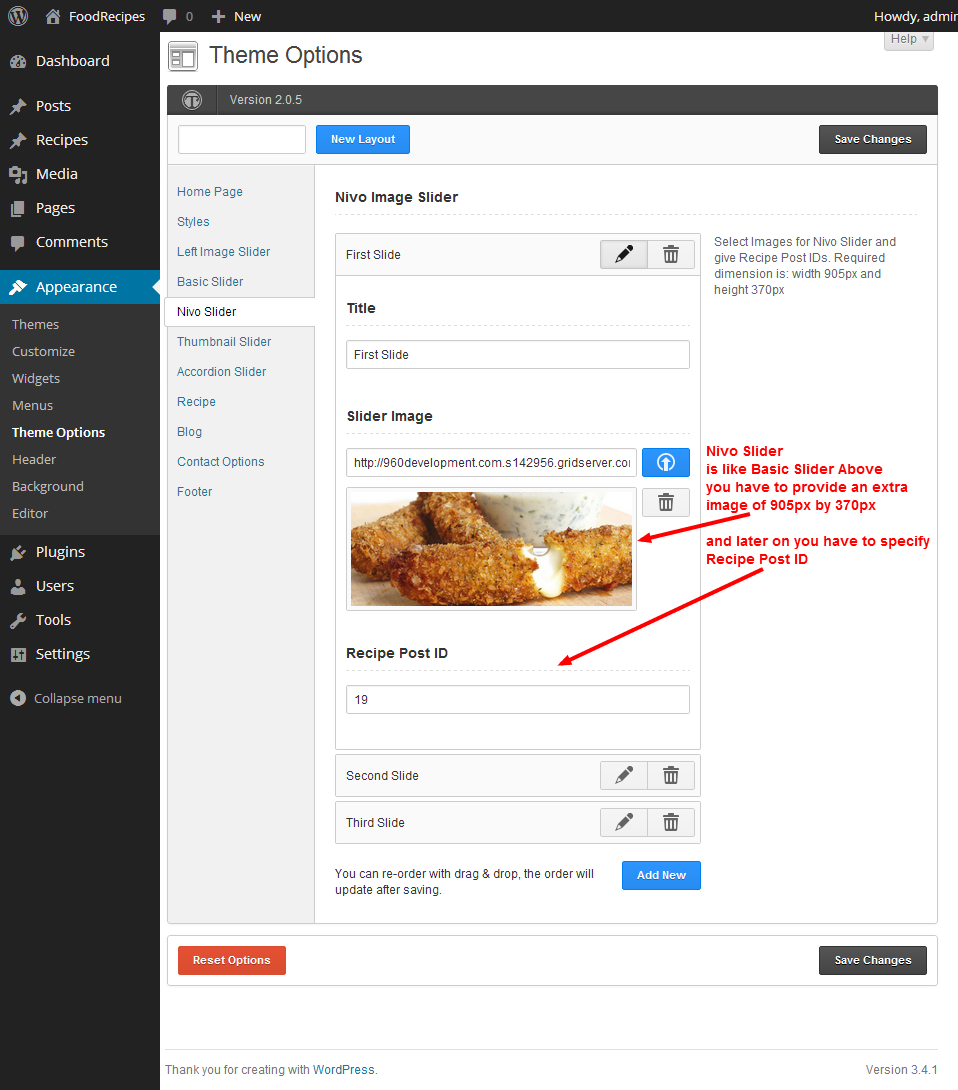 FoodRecipes 0 New Howdy, admin
Help
Theme Options
Dashboard
Posts
Recipes
Media
Pages
Comments
Appearance
Themes
Customize
Widgets
Menus
Theme Options
Header
Background
Editor
Plugins
Users
Tools
Settings
Collapse menu
Version 2.0.5
New Layout
Save Changes
Home Page
Styles
Left Image Slider
Basic Slider
Nivo Slider
Thumbnail Slider
Accordion Slider
Recipe
Blog
Contact Options
Footer
Nivo Image Slider
First Slide
Title
First Slide
Slider Image
http://960development.com.s142956.gridserver.co
Recipe Post ID
19
Second Slide
Third Slide
You can re-order with drag & drop, the order will
update after saving.
Add New
Select Images for Nivo Slider and
give Recipe Post IDs. Required
dimension is: width 905px and
height 370px
Nivo Slider
is like Basic Slider Above
you have to provide an extra
image of 905px by 370px
and later on you have to specify
Recipe Post ID
Reset Options
Save Changes
Thank you for creating with WordPress.
Version 3.4.1